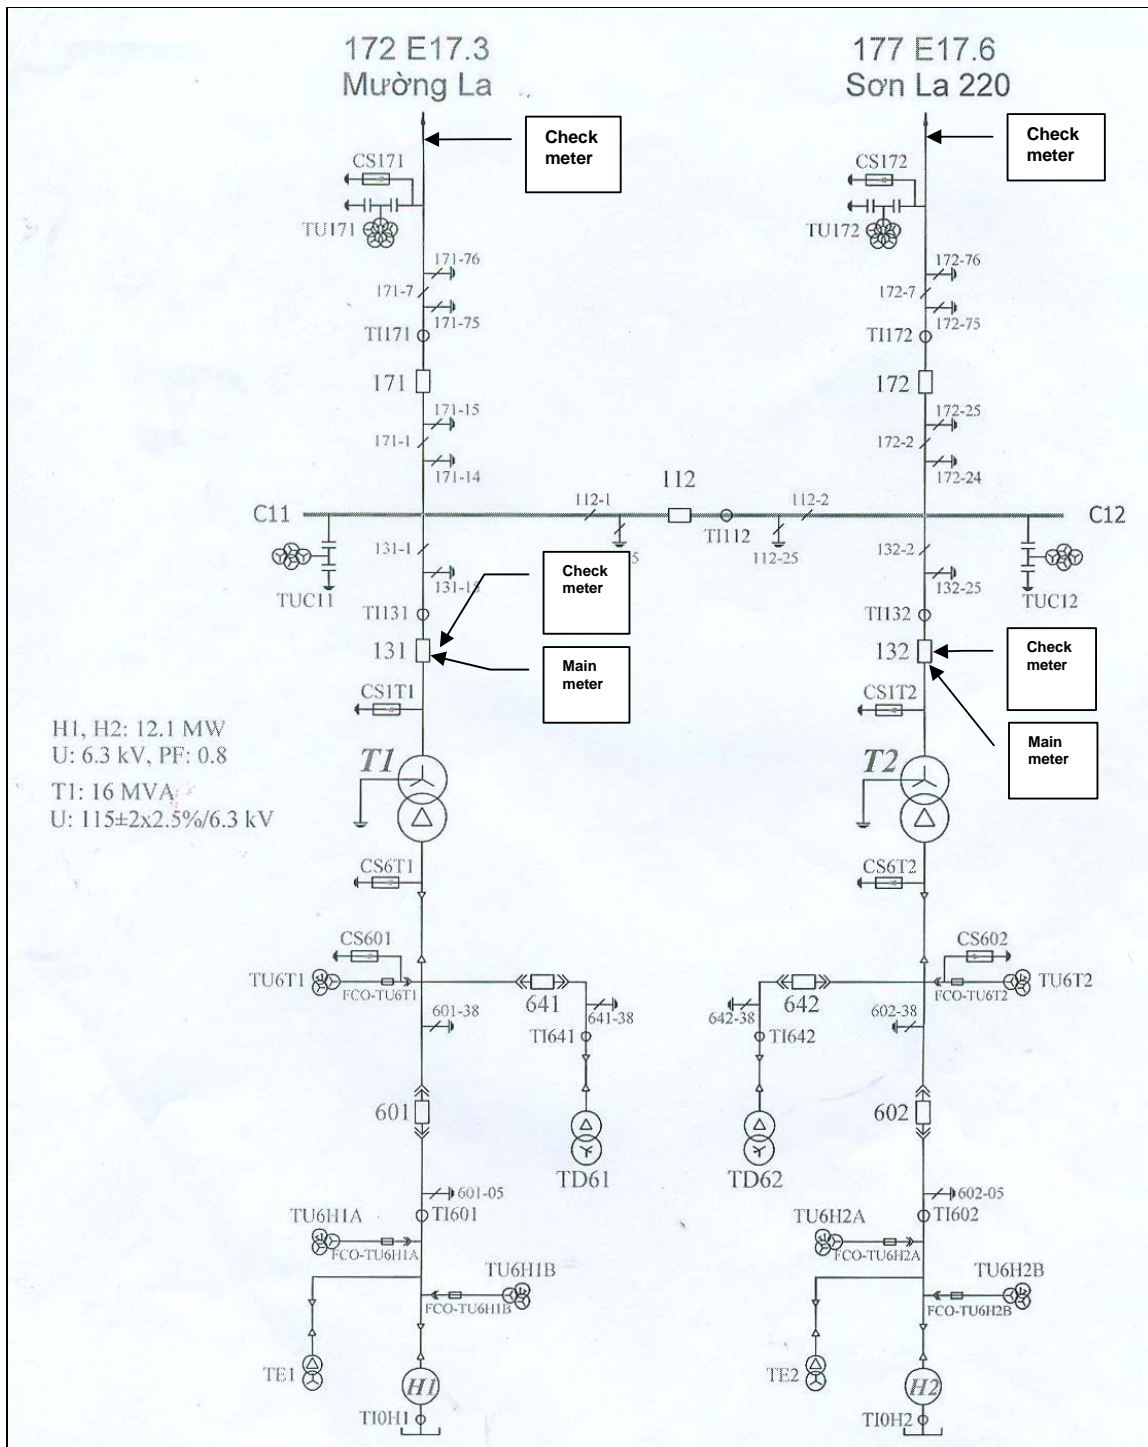 172 E17.3
Mường La
177 E17.6
Sơn La 220
Check
meter
Check
meter
CS171
CS172
TU171
TU172
171-76
172-76
171-7
172-7
171-75
172-75
TI171
TI172
171
172
171-15
172-25
171-1
172-2
171-14
172-24
112
112-1
112-2
C11
C12
TI112
5
112-25
131-1
132-2
131-15
132-25
TUC11
TUC12
TI131
TI132
131
132
Check
meter
Main
meter
Check
meter
Main
meter
CS1T1
CS1T2
H1, H2: 12.1 MW
U: 6.3 kV, PF: 0.8
T1: 16 MVA
U: 115±2x2.5%/6.3 kV
T1
T2
CS6T1
CS6T2
CS601
CS602
TU6T1
FCO-TU6T1
FCO-TU6T2
TU6T2
641
642
601-38
641-38
642-38
602-38
TI641
TI642
601
602
TD61
TD62
601-05
602-05
TI601
TI602
TU6H1A
TU6H2A
FCO-TU6H1A
FCO-TU6H2A
TU6H1B
TU6H2B
FCO-TU6H1B
FCO-TU6H2B
TE1
TE2
H1
H2
TI0H1
TI0H2